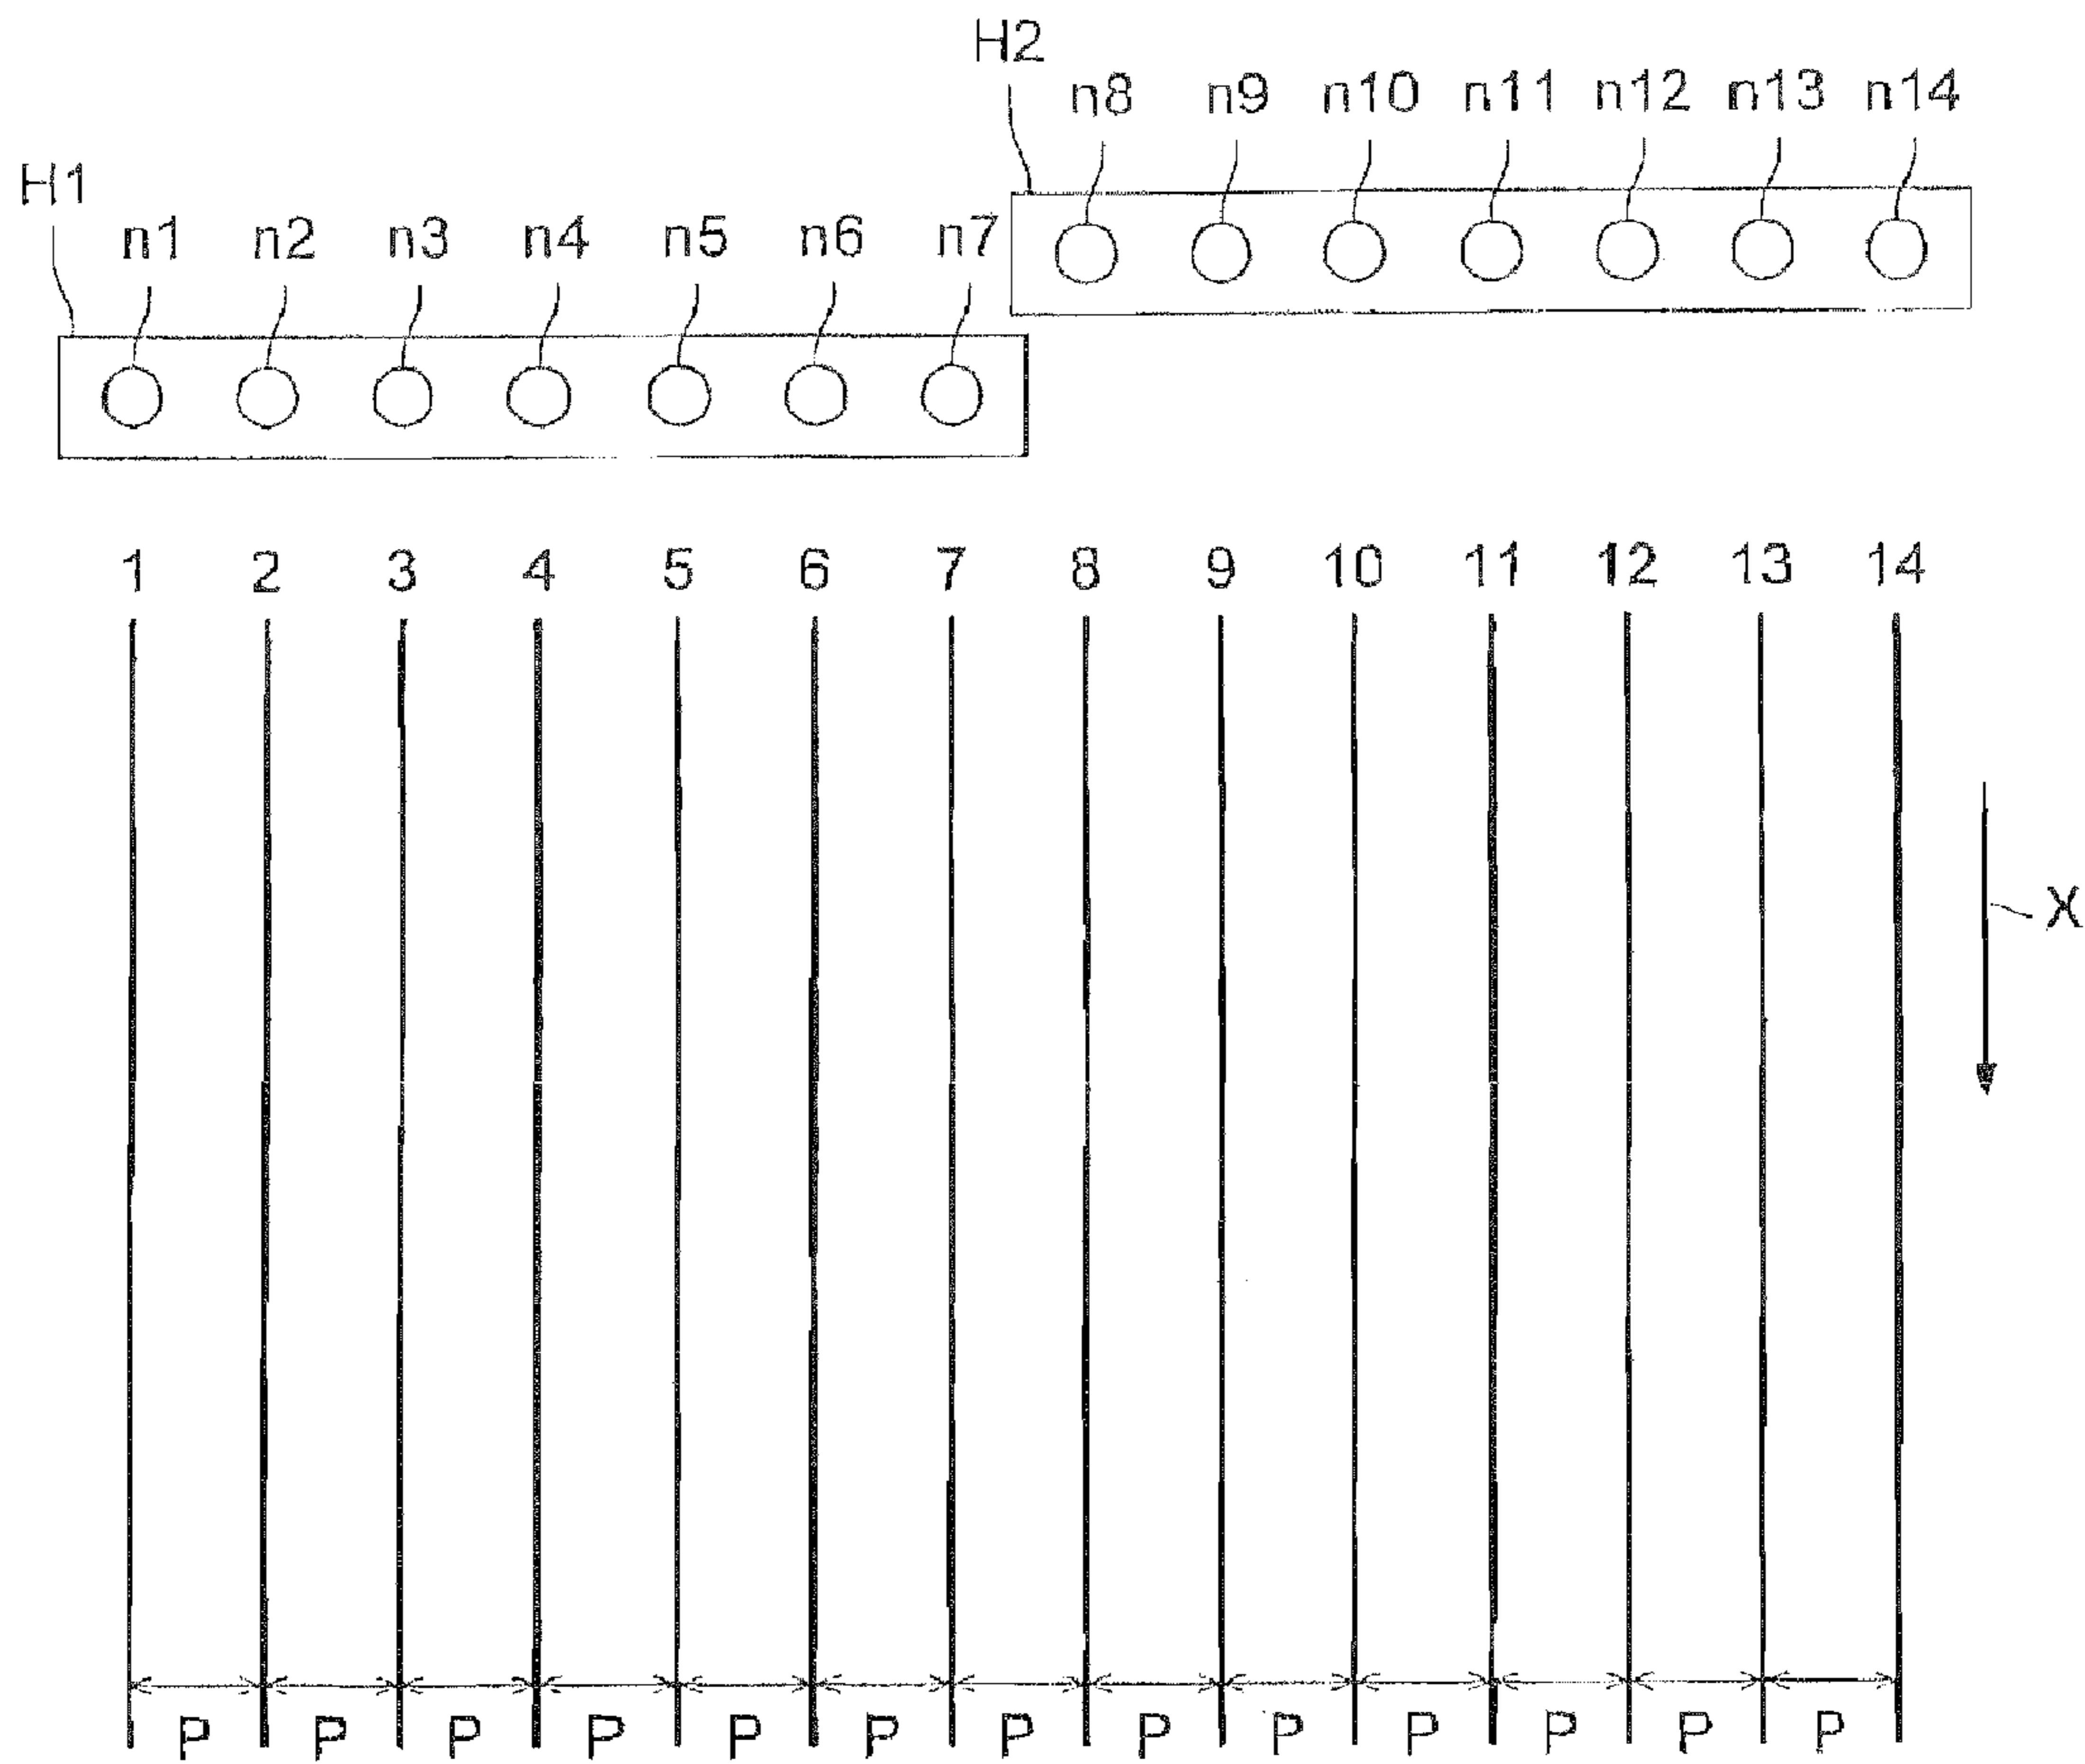 H2
n8 n9 n10 n11 n12 n13 n14
H1
n1 n2 n3 n4 n5 n6 n7
1 2 3 4 5 6 7 8 9 10 11 12 13 14
X
P P P P P P P P P P P P P